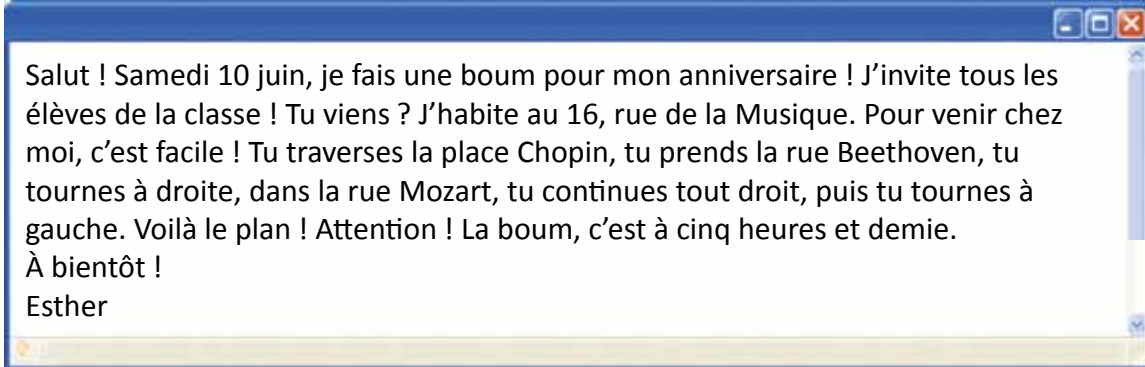 Salut ! Samedi 10 juin, je fais une boum pour mon anniversaire ! J’invite tous les
élèves de la classe ! Tu viens ? J’habite au 16, rue de la Musique. Pour venir chez
moi, c’est facile ! Tu traverses la place Chopin, tu prends la rue Beethoven, tu
tournes à droite, dans la rue Mozart, tu continues tout droit, puis tu tournes à
gauche. Voilà le plan ! Attention ! La boum, c’est à cinq heures et demie.
À bientôt !
Esther